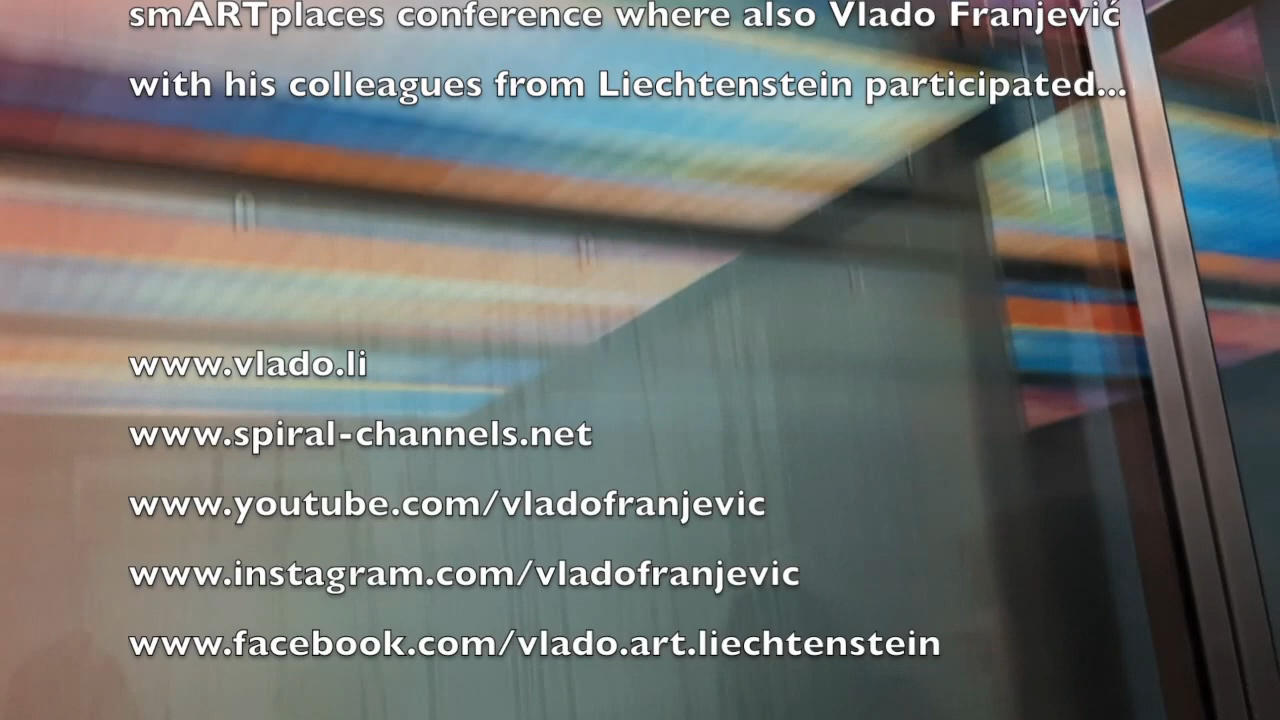 smARTplaces conference where also Vlado Franjević
with his colleagues from Liechtenstein participated...
www.vlado.li
www.spiral-channels.net
www.youtube.com/vladofranjevic
www.instagram.com/vladofranjevic
www.facebook.com/vlado.art.liechtenstein